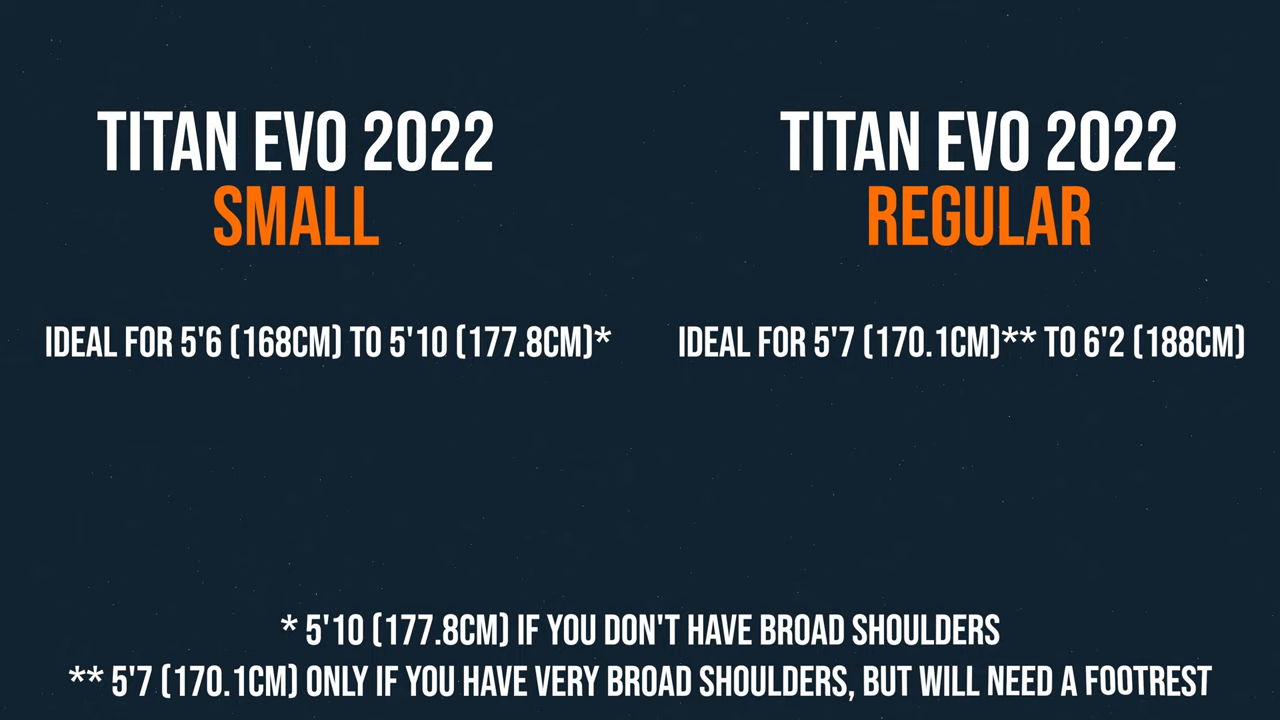 TITAN EVO 2022
SMALL
IDEAL FOR 5'6 (168CM) TO 5'10 (177.8CM)*
TITAN EVO 2022
REGULAR
IDEAL FOR 5'7 (170.1CM)** TO 6'2 (188CM)
* 5'10 (177.8CM) IF YOU DON'T HAVE BROAD SHOULDERS
** 5'7 (170.1CM) ONLY IF YOU HAVE VERY BROAD SHOULDERS, BUT WILL NEED A FOOTREST